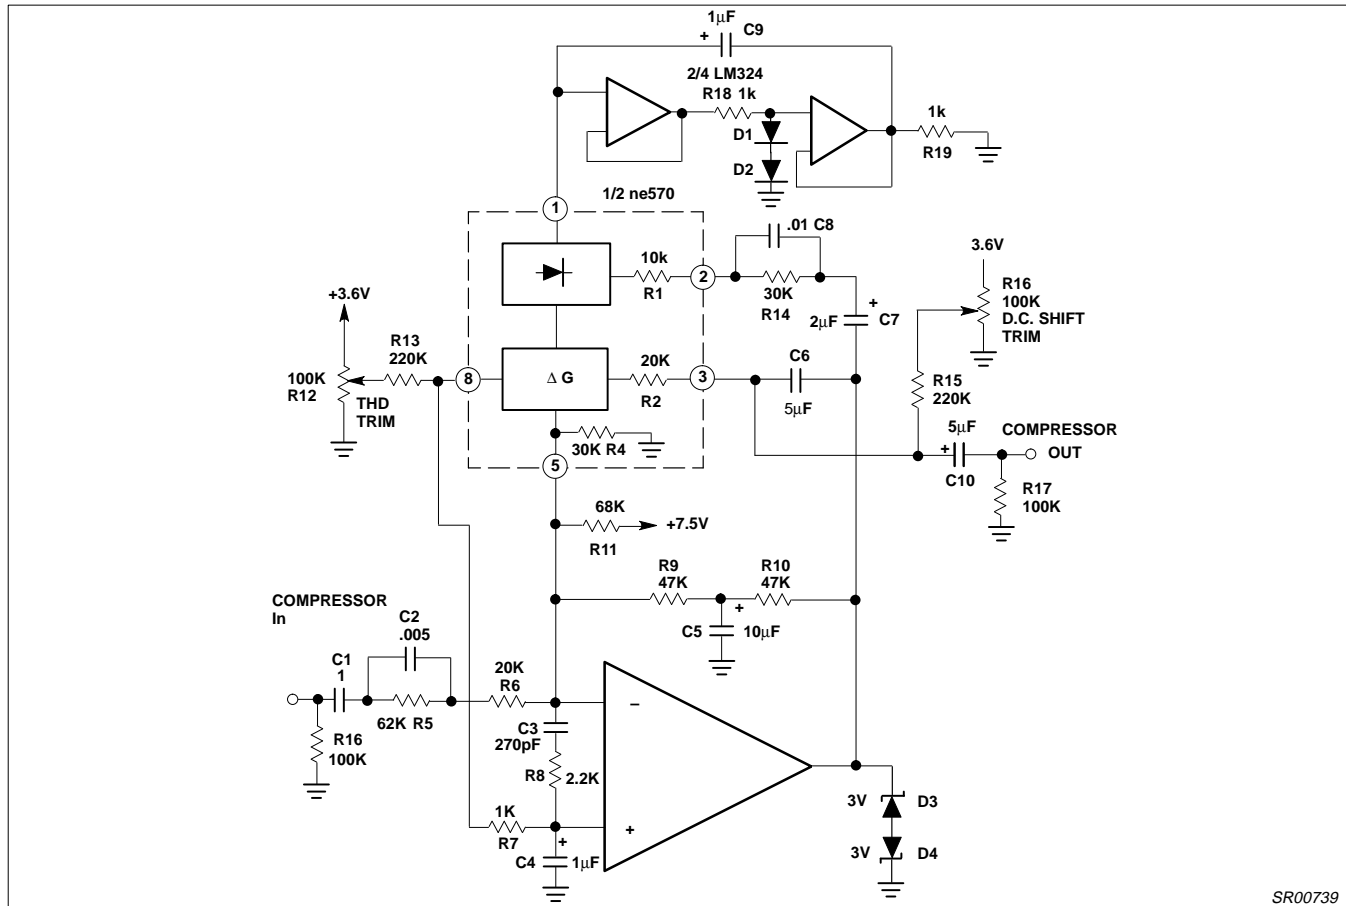 1μF
+
C9
2/4 LM324
R18 1k
D1
D2
1k
R19
1/2 ne570
1
10k
R1
2
.01 C8
30K
R14
+
2μF
C7
3.6V
R16
100K
D.C. SHIFT
TRIM
+3.6V
R13
220K
100K
R12
THD
TRIM
8
Δ G
20K
R2
3
C6
5μF
R15
220K
5μF
+
C10
COMPRESSOR
OUT
R17
100K
30K R4
5
68K
R11
+7.5V
R9
47K
R10
47K
+
C5
10μF
COMPRESSOR
In
C2
.005
C1
1
62K R5
R16
100K
20K
R6
C3
270pF
R8
2.2K
1K
R7
+
C4
1μF
−
+
3V
D3
3V
D4
SR00739